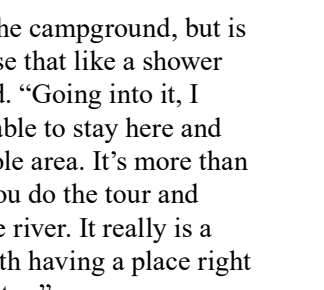 he campground, but is
se that like a shower
d. “Going into it, I
able to stay here and
ole area. It’s more than
ou do the tour and
e river. It really is a
th having a place right